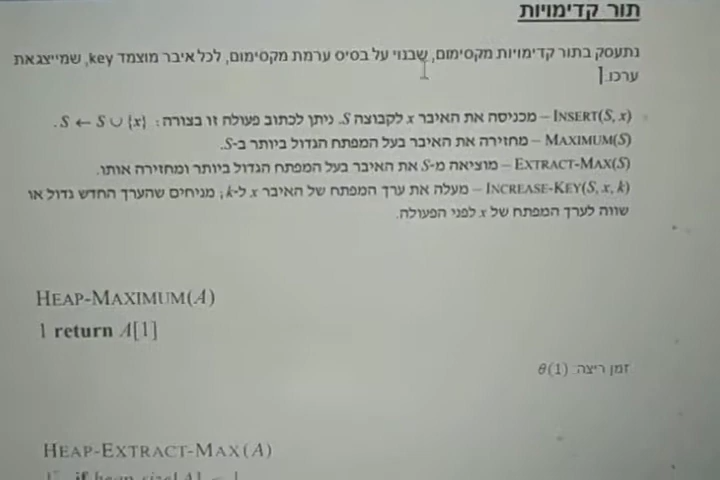 תור קדימויות
נתעסק בתור קדימויות מקסימום, שבנוי על בסיס ערמת מקסימום, לכל איבר מוצמד key, שמייצג את
ערכו.
INSERT(S, x) – מכניסה את האיבר x לקבוצה S. ניתן לכתוב פעולה זו בצורה: S ← S ∪ {x}.
MAXIMUM(S) – מחזירה את האיבר בעל המפתח הגדול ביותר ב-S.
EXTRACT-MAX(S) – מוציאה מ-S את האיבר בעל המפתח הגדול ביותר ומחזירה אותו.
INCREASE-KEY(S, x, k) – מעלה את ערך המפתח של האיבר x ל-k; מניחים שהערך החדש גדול או
שווה לערך המפתח של x לפני הפעולה.
HEAP-MAXIMUM(A)
1 return A[1]
זמן ריצה: θ(1)
HEAP-EXTRACT-MAX(A)